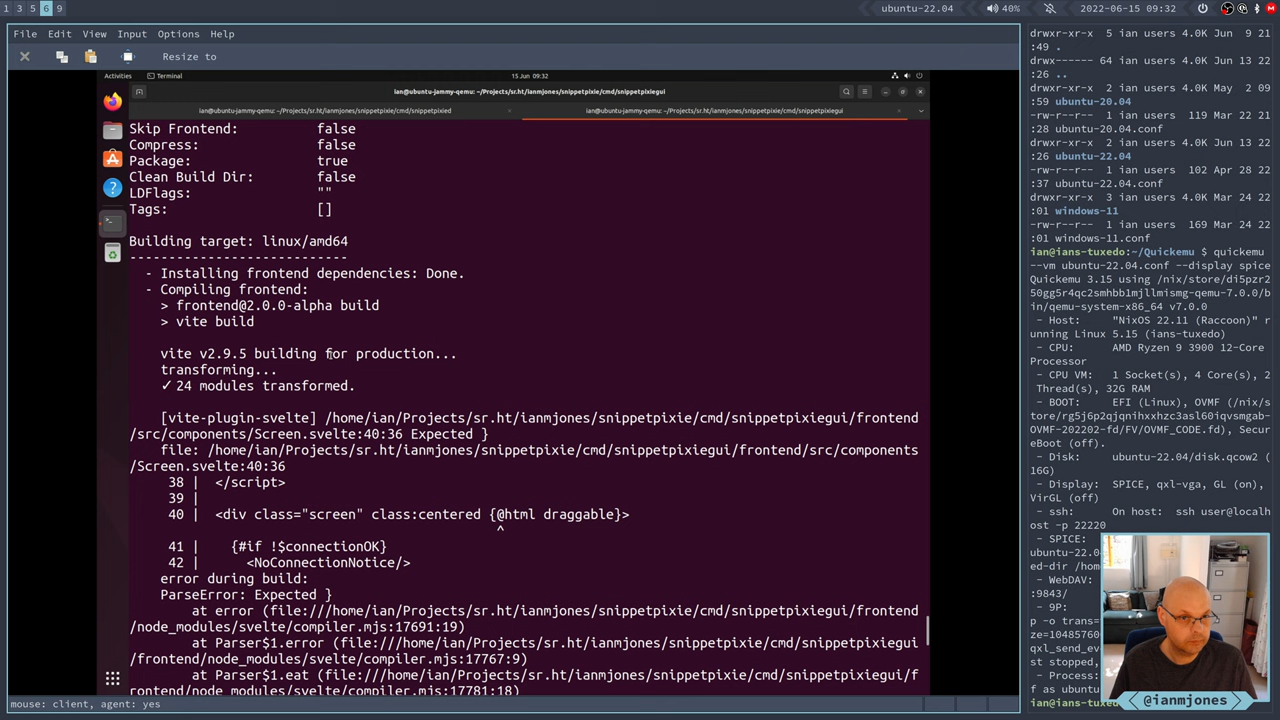 1 3 5 6 9
ubuntu-22.04
40%
2022-06-15 09:32
File Edit View Input Options Help
Resize to
Activities
Terminal
15 Jun 09:32
ian@ubuntu-jammy-qemu: ~/Projects/sr.ht/ianmjones/snippetpixie/cmd/snippetpixiegui
ian@ubuntu-jammy-qemu: ~/Projects/sr.ht/ianmjones/snippetpixie/cmd/snippetpixied
ian@ubuntu-jammy-qemu: ~/Projects/sr.ht/ianmjones/snippetpixie/cmd/snippetpixiegui
Skip Frontend: false
Compress: false
Package: true
Clean Build Dir: false
LDFlags: ""
Tags: []
Building target: linux/amd64
----------------------------
- Installing frontend dependencies: Done.
- Compiling frontend:
> frontend@2.0.0-alpha build
> vite build
vite v2.9.5 building for production...
transforming...
✓ 24 modules transformed.
[vite-plugin-svelte] /home/ian/Projects/sr.ht/ianmjones/snippetpixie/cmd/snippetpixiegui/frontend
/src/components/Screen.svelte:40:36 Expected }
file: /home/ian/Projects/sr.ht/ianmjones/snippetpixie/cmd/snippetpixiegui/frontend/src/components
/Screen.svelte:40:36
38 | </script>
39 |
40 | <div class="screen" class:centered {@html draggable}>
^
41 | {#if !$connectionOK}
42 | <NoConnectionNotice/>
error during build:
ParseError: Expected }
at error (file:///home/ian/Projects/sr.ht/ianmjones/snippetpixie/cmd/snippetpixiegui/frontend
/node_modules/svelte/compiler.mjs:17691:19)
at Parser$1.error (file:///home/ian/Projects/sr.ht/ianmjones/snippetpixie/cmd/snippetpixiegui
/frontend/node_modules/svelte/compiler.mjs:17767:9)
at Parser$1.eat (file:///home/ian/Projects/sr.ht/ianmjones/snippetpixie/cmd/snippetpixiegui/f
rontend/node_modules/svelte/compiler.mjs:17781:18)
mouse: client, agent: yes
drwxr-xr-x 5 ian users 4.0K Jun 9 21
:49 .
drwx------ 64 ian users 4.0K Jun 13 22
:26 ..
drwxr-xr-x 2 ian users 4.0K May 2 09
:59 ubuntu-20.04
-rw-r--r-- 1 ian users 119 Mar 22 21
:28 ubuntu-20.04.conf
drwxr-xr-x 2 ian users 4.0K Jun 13 22
:26 ubuntu-22.04
-rw-r--r-- 1 ian users 102 Apr 28 22
:37 ubuntu-22.04.conf
drwxr-xr-x 3 ian users 4.0K Mar 24 22
:01 windows-11
-rw-r--r-- 1 ian users 169 Mar 24 22
:01 windows-11.conf
ian@ians-tuxedo:~/Quickemu $ quickemu
--vm ubuntu-22.04.conf --display spice
Quickemu 3.15 using /nix/store/di5pzr2
50gg5r4qc2smhbb1mjllmismg-qemu-7.0.0/b
in/qemu-system-x86_64 v7.0.0
- Host: "NixOS 22.11 (Raccoon)" ru
nning Linux 5.15 (ians-tuxedo)
- CPU: AMD Ryzen 9 3900 12-Core
Processor
- CPU VM: 1 Socket(s), 4 Core(s), 2
Thread(s), 32G RAM
- BOOT: EFI (Linux), OVMF (/nix/s
tore/rg5j6p2qjqnihxxhzc3asl60iqvsmgab-
OVMF-202202-fd/FV/OVMF_CODE.fd), Secur
eBoot (off).
- Disk: ubuntu-22.04/disk.qcow2 (
16G)
- Display: SPICE, qxl-vga, GL (on), V
irGL (off)
- ssh: On host: ssh user@localh
ost -p 22220
- SPICE:
ubuntu-22.0
ed-dir /hom
- WebDAV:
:9843/
- 9P:
p -o trans=
ze=10485760
qxl_send_ev
st stopped,
- Process:
f as ubuntu
ian@ians-tuxedo
@ianmjones